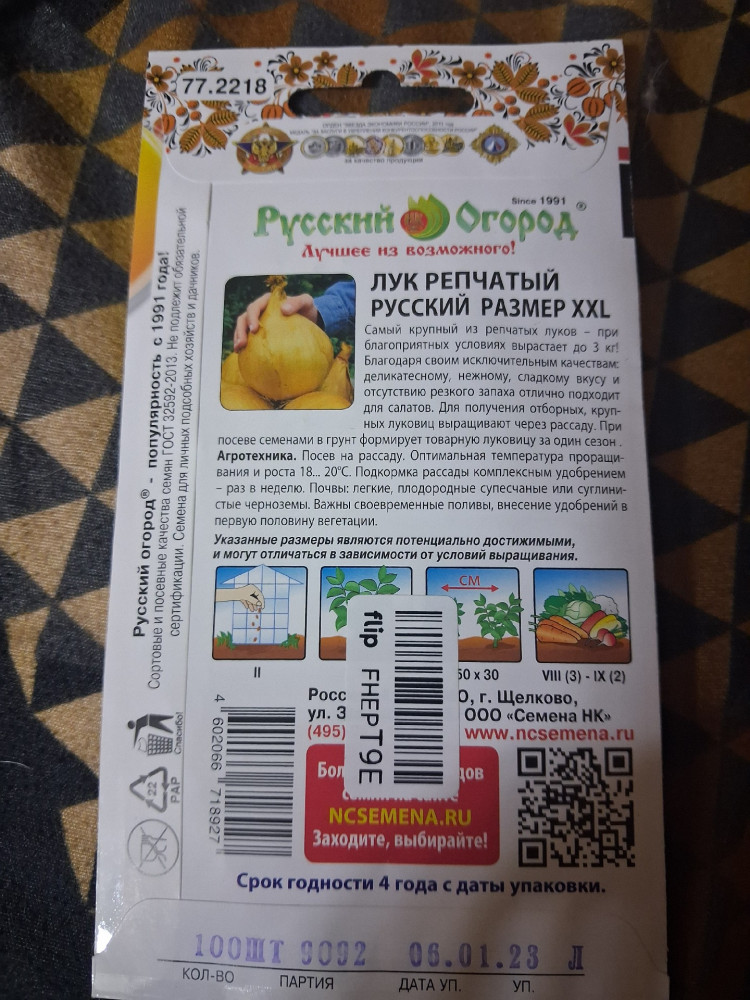 77.2218
за качество продукции
Since 1991
Русский Огород®
Лучшее из возможного!
ЛУК РЕПЧАТЫЙ
РУССКИЙ РАЗМЕР XXL
Самый крупный из репчатых луков – при
благоприятных условиях вырастает до 3 кг!
Благодаря своим исключительным качествам:
деликатесному, нежному, сладкому вкусу и
отсутствию резкого запаха отлично подходит
для салатов. Для получения отборных, круп-
ных луковиц выращивают через рассаду. При
посеве семенами в грунт формирует товарную луковицу за один сезон .
Агротехника. Посев на рассаду. Оптимальная температура проращи-
вания и роста 18... 20°С. Подкормка рассады комплексным удобрением
– раз в неделю. Почвы: легкие, плодородные супесчаные или суглини-
стые черноземы. Важны своевременные поливы, внесение удобрений в
первую половину вегетации.
Указанные размеры являются потенциально достижимыми,
и могут отличаться в зависимости от условий выращивания.
СМ
II
50 x 30
VIII (3) - IX (2)
Росс
О, г. Щелково,
ул. З
ООО «Семена НК»
(495)
www.ncsemena.ru
flip FHEPT9E
Бол
дов
NCSEMENA.RU
Заходите, выбирайте!
4 602066 718927
Срок годности 4 года с даты упаковки.
100ШТ 9092 06.01.23 Л
КОЛ-ВО ПАРТИЯ ДАТА УП. УП.
Русский огород® - популярность с 1991 года!
Сортовые и посевные качества семян ГОСТ 32592-2013. Не подлежит обязательной
сертификации. Семена для личных подсобных хозяйств и дачников.
Спасибо!
22
PAP